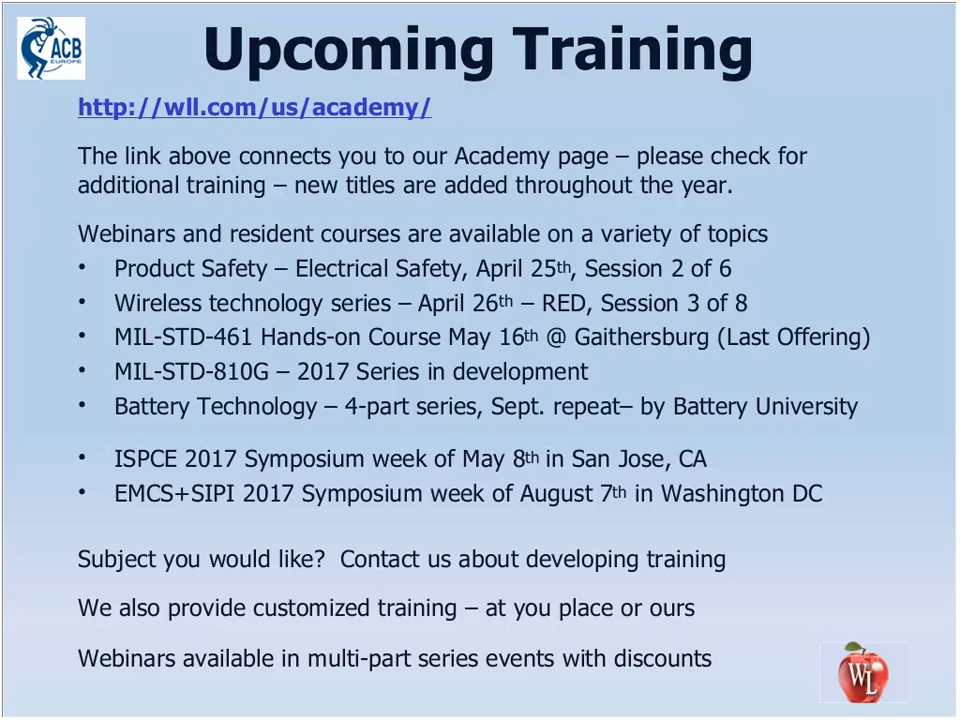 ACB
EUROPE
Upcoming Training
http://wll.com/us/academy/
The link above connects you to our Academy page – please check for
additional training – new titles are added throughout the year.
Webinars and resident courses are available on a variety of topics
• Product Safety – Electrical Safety, April 25th, Session 2 of 6
• Wireless technology series – April 26th – RED, Session 3 of 8
• MIL-STD-461 Hands-on Course May 16th @ Gaithersburg (Last Offering)
• MIL-STD-810G – 2017 Series in development
• Battery Technology – 4-part series, Sept. repeat– by Battery University
• ISPCE 2017 Symposium week of May 8th in San Jose, CA
• EMCS+SIPI 2017 Symposium week of August 7th in Washington DC
Subject you would like? Contact us about developing training
We also provide customized training – at you place or ours
Webinars available in multi-part series events with discounts
WL